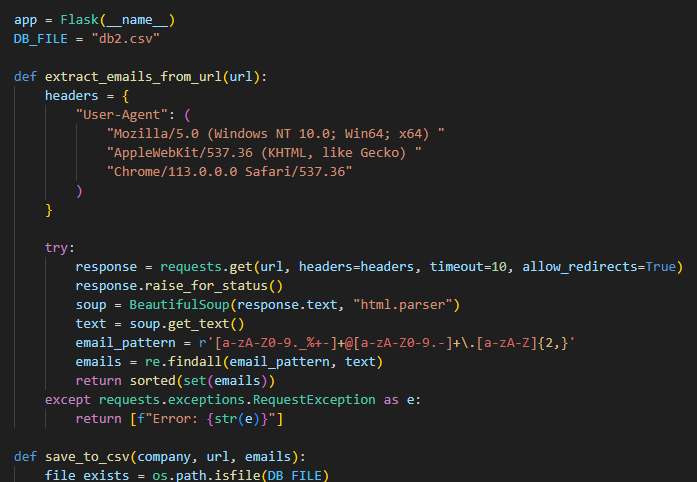 app = Flask(__name__)
DB_FILE = "db2.csv"
def extract_emails_from_url(url):
headers = {
"User-Agent": (
"Mozilla/5.0 (Windows NT 10.0; Win64; x64) "
"AppleWebKit/537.36 (KHTML, like Gecko) "
"Chrome/113.0.0.0 Safari/537.36"
)
}
try:
response = requests.get(url, headers=headers, timeout=10, allow_redirects=True)
response.raise_for_status()
soup = BeautifulSoup(response.text, "html.parser")
text = soup.get_text()
email_pattern = r'[a-zA-Z0-9._%+-]+@[a-zA-Z0-9.-]+\.[a-zA-Z]{2,}'
emails = re.findall(email_pattern, text)
return sorted(set(emails))
except requests.exceptions.RequestException as e:
return [f"Error: {str(e)}"]
def save_to_csv(company, url, emails):
file_exists = os.path.isfile(DB_FILE)